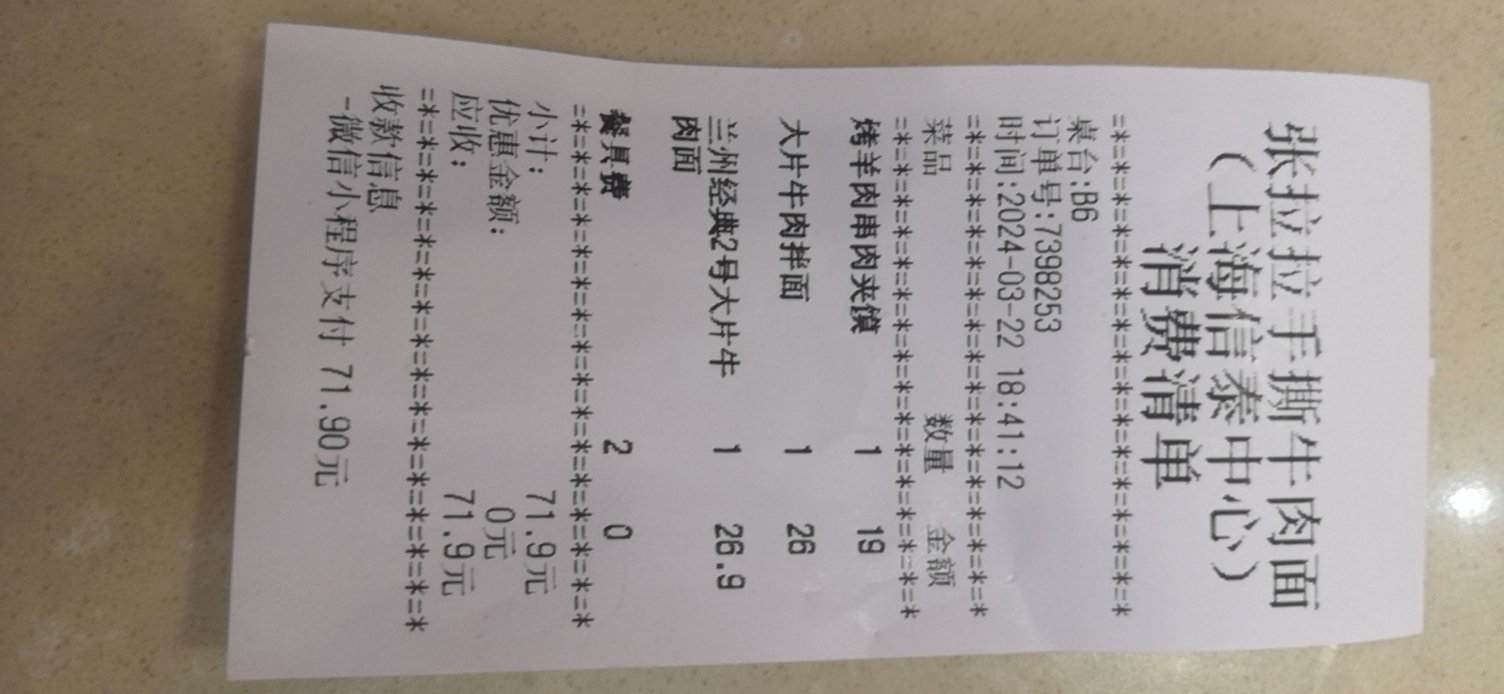 张拉拉手撕牛肉面
（上海信泰中心）
消费清单
=*=*=*=*=*=*=*=*=*=*=*=*=*=*=*=*
桌台:B6
订单号:7398253
时间:2024-03-22 18:41:12
=*=*=*=*=*=*=*=*=*=*=*=*=*=*=*=*
菜品 数量 金额
=*=*=*=*=*=*=*=*=*=*=*=*=*=*=*=*
烤羊肉串肉夹馍 1 19
大片牛肉拌面 1 26
兰州经典2号大片牛 1 26.9
肉面
餐具费 2 0
=*=*=*=*=*=*=*=*=*=*=*=*=*=*=*=*
小计: 71.9元
优惠金额: 0元
应收: 71.9元
=*=*=*=*=*=*=*=*=*=*=*=*=*=*=*=*
收款信息
-微信小程序支付 71.90元